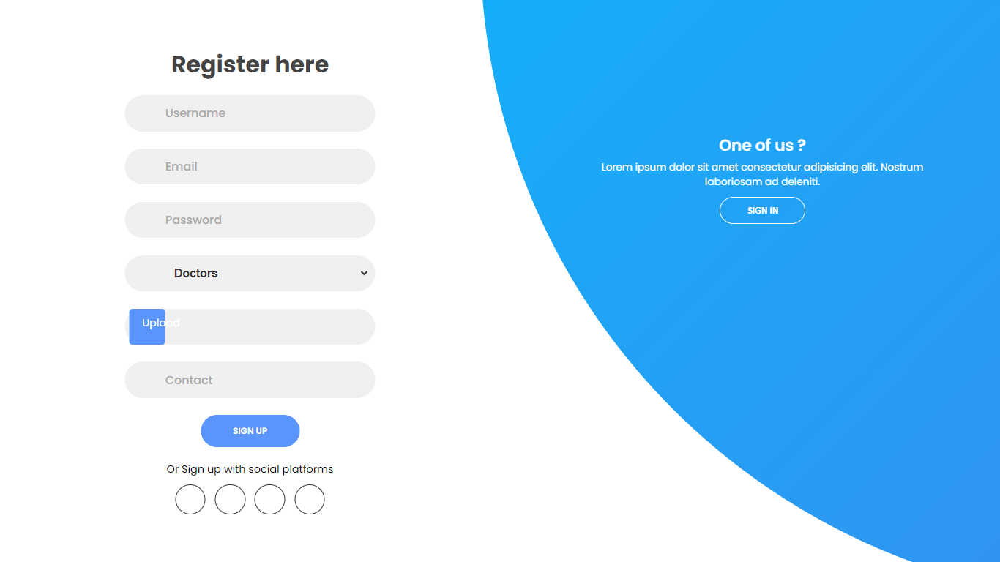 Register here
Username
Email
Password
Doctors
Upload
Contact
SIGN UP
Or Sign up with social platforms
One of us ?
Lorem ipsum dolor sit amet consectetur adipisicing elit. Nostrum
laboriosam ad deleniti.
SIGN IN